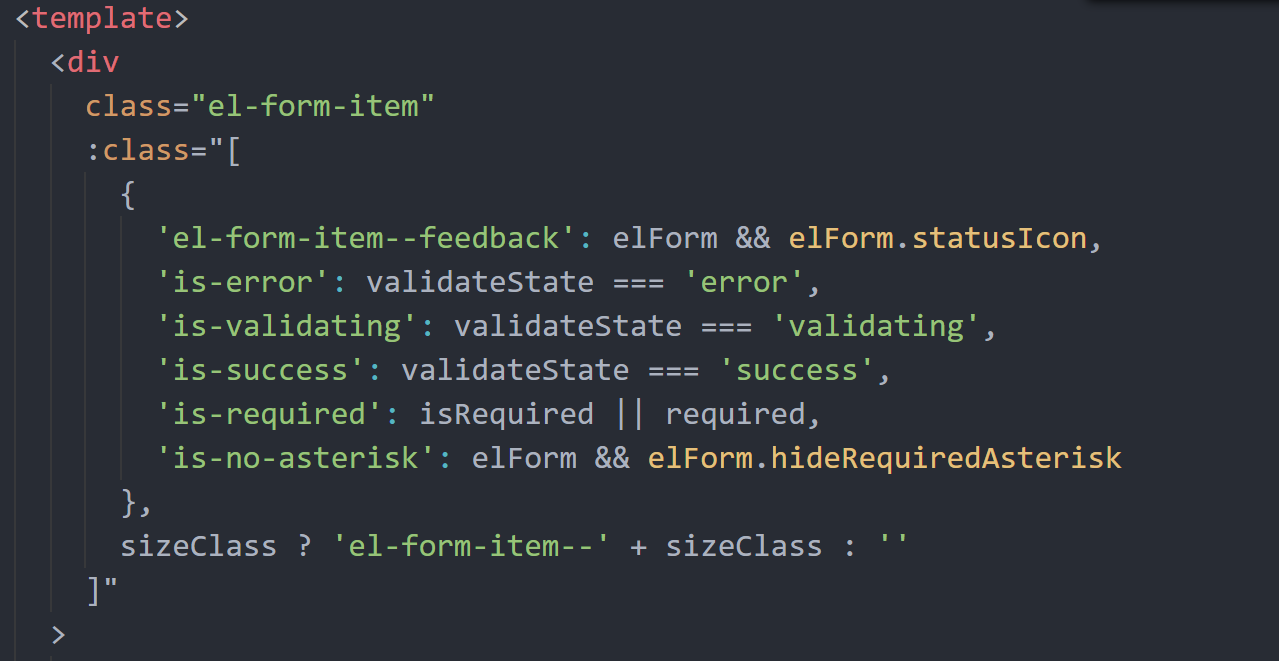 <template>
<div
class="el-form-item"
:class="[
{
'el-form-item--feedback': elForm && elForm.statusIcon,
'is-error': validateState === 'error',
'is-validating': validateState === 'validating',
'is-success': validateState === 'success',
'is-required': isRequired || required,
'is-no-asterisk': elForm && elForm.hideRequiredAsterisk
},
sizeClass ? 'el-form-item--' + sizeClass : ''
]"
>